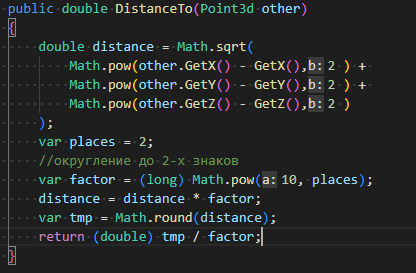 public double DistanceTo(Point3d other)
{
double distance = Math.sqrt(
Math.pow(other.GetX() - GetX(),b: 2 ) +
Math.pow(other.GetY() - GetY(),b: 2 ) +
Math.pow(other.GetZ() - GetZ(),b: 2 )
);
var places = 2;
//округление до 2-х знаков
var factor = (long) Math.pow(a: 10, places);
distance = distance * factor;
var tmp = Math.round(distance);
return (double) tmp / factor;
}